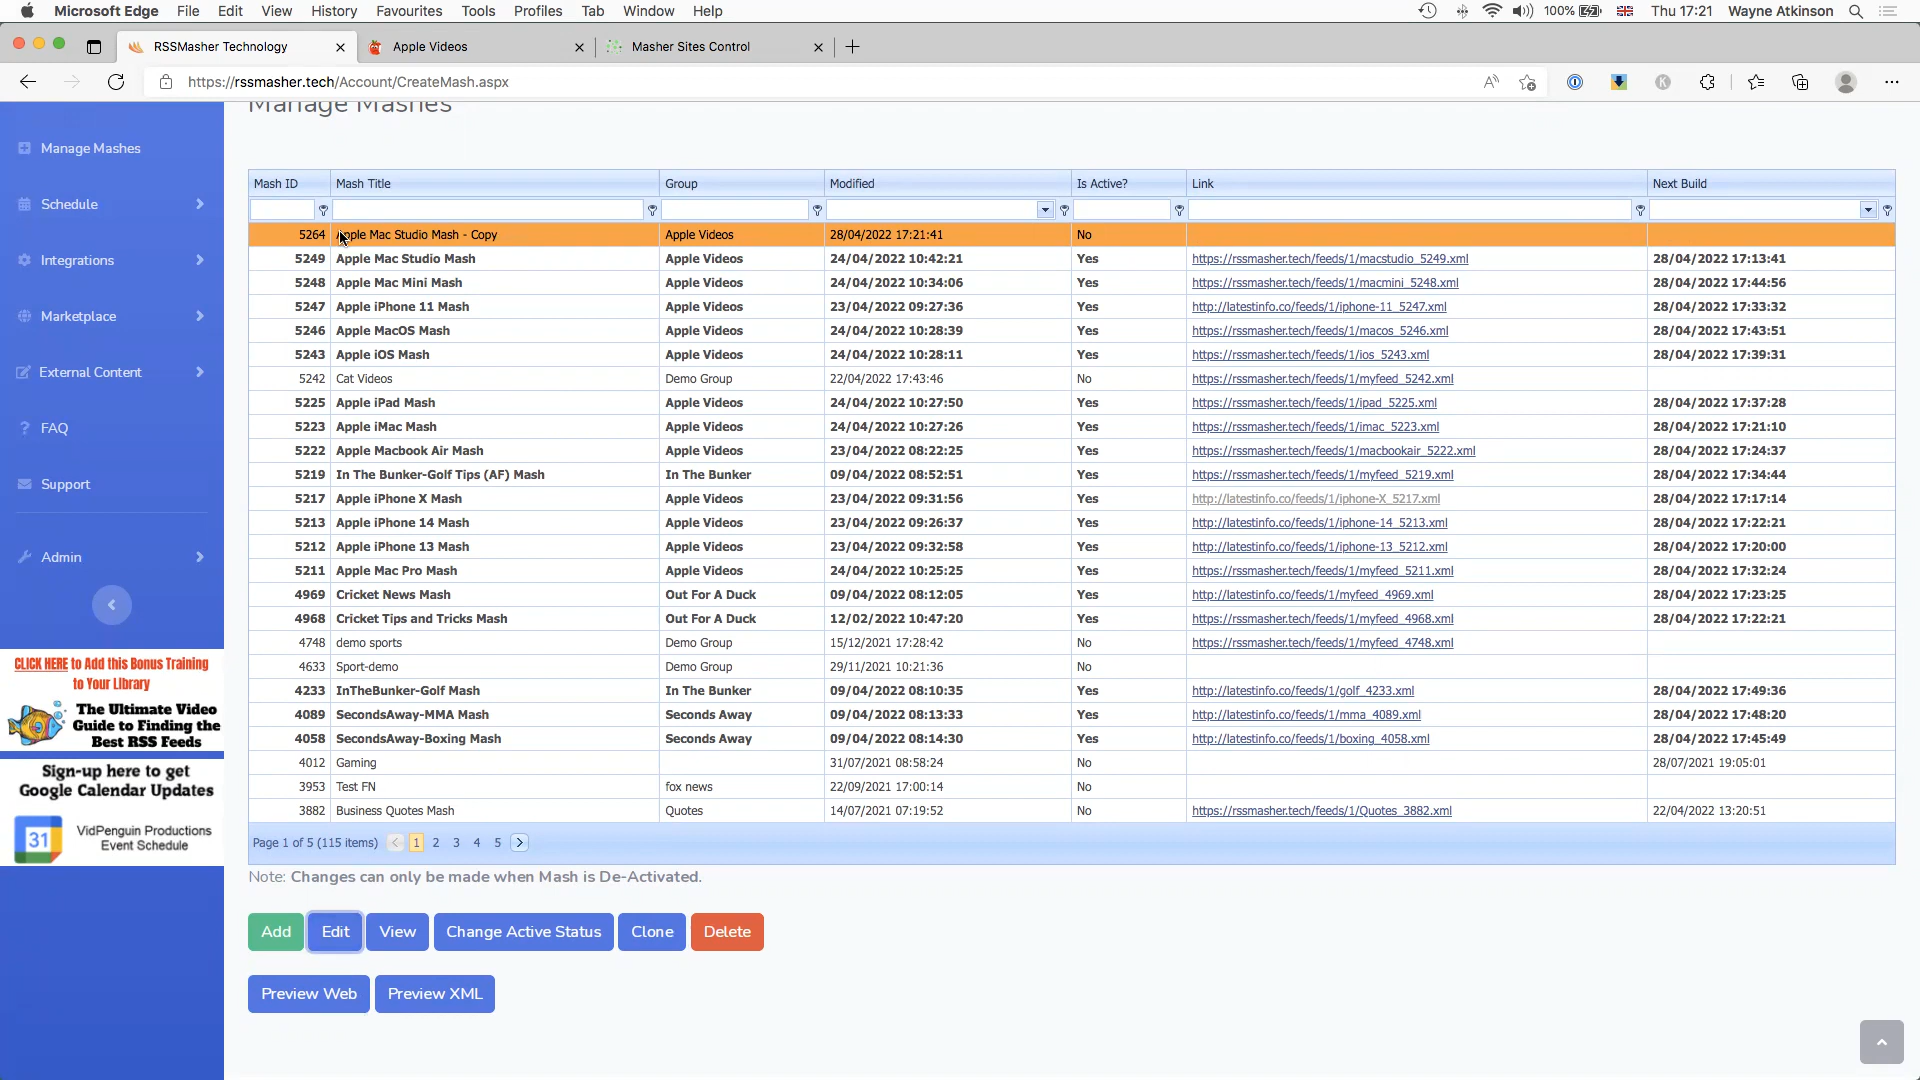 Microsoft Edge File Edit View History Favourites Tools Profiles Tab Window Help 100% Thu 17:21 Wayne Atkinson
RSSMasher Technology Apple Videos Masher Sites Control
https://rssmasher.tech/Account/CreateMash.aspx
Manage Mashes
Manage Mashes
Schedule
Integrations
Marketplace
External Content
FAQ
Support
Admin
CLICK HERE to Add this Bonus Training
to Your Library
The Ultimate Video
Guide to Finding the
Best RSS Feeds
Sign-up here to get
Google Calendar Updates
31
VidPenguin Productions
Event Schedule
Mash ID Mash Title Group Modified Is Active? Link Next Build
5264 Apple Mac Studio Mash - Copy Apple Videos 28/04/2022 17:21:41 No
5249 Apple Mac Studio Mash Apple Videos 24/04/2022 10:42:21 Yes https://rssmasher.tech/feeds/1/macstudio_5249.xml 28/04/2022 17:13:41
5248 Apple Mac Mini Mash Apple Videos 24/04/2022 10:34:06 Yes https://rssmasher.tech/feeds/1/macmini_5248.xml 28/04/2022 17:44:56
5247 Apple iPhone 11 Mash Apple Videos 23/04/2022 09:27:36 Yes http://latestinfo.co/feeds/1/iphone-11_5247.xml 28/04/2022 17:33:32
5246 Apple MacOS Mash Apple Videos 24/04/2022 10:28:39 Yes https://rssmasher.tech/feeds/1/macos_5246.xml 28/04/2022 17:43:51
5243 Apple iOS Mash Apple Videos 24/04/2022 10:28:11 Yes https://rssmasher.tech/feeds/1/ios_5243.xml 28/04/2022 17:39:31
5242 Cat Videos Demo Group 22/04/2022 17:43:46 No https://rssmasher.tech/feeds/1/myfeed_5242.xml
5225 Apple iPad Mash Apple Videos 24/04/2022 10:27:50 Yes https://rssmasher.tech/feeds/1/ipad_5225.xml 28/04/2022 17:37:28
5223 Apple iMac Mash Apple Videos 24/04/2022 10:27:26 Yes https://rssmasher.tech/feeds/1/imac_5223.xml 28/04/2022 17:21:10
5222 Apple Macbook Air Mash Apple Videos 23/04/2022 08:22:25 Yes https://rssmasher.tech/feeds/1/macbookair_5222.xml 28/04/2022 17:24:37
5219 In The Bunker-Golf Tips (AF) Mash In The Bunker 09/04/2022 08:52:51 Yes https://rssmasher.tech/feeds/1/myfeed_5219.xml 28/04/2022 17:34:44
5217 Apple iPhone X Mash Apple Videos 23/04/2022 09:31:56 Yes http://latestinfo.co/feeds/1/iphone-X_5217.xml 28/04/2022 17:17:14
5213 Apple iPhone 14 Mash Apple Videos 23/04/2022 09:26:37 Yes http://latestinfo.co/feeds/1/iphone-14_5213.xml 28/04/2022 17:22:21
5212 Apple iPhone 13 Mash Apple Videos 23/04/2022 09:32:58 Yes http://latestinfo.co/feeds/1/iphone-13_5212.xml 28/04/2022 17:20:00
5211 Apple Mac Pro Mash Apple Videos 24/04/2022 10:25:25 Yes https://rssmasher.tech/feeds/1/myfeed_5211.xml 28/04/2022 17:32:24
4969 Cricket News Mash Out For A Duck 09/04/2022 08:12:05 Yes http://latestinfo.co/feeds/1/myfeed_4969.xml 28/04/2022 17:23:25
4968 Cricket Tips and Tricks Mash Out For A Duck 12/02/2022 10:47:20 Yes https://rssmasher.tech/feeds/1/myfeed_4968.xml 28/04/2022 17:22:21
4748 demo sports Demo Group 15/12/2021 17:28:42 No https://rssmasher.tech/feeds/1/myfeed_4748.xml
4633 Sport-demo Demo Group 29/11/2021 10:21:36 No
4233 InTheBunker-Golf Mash In The Bunker 09/04/2022 08:10:35 Yes http://latestinfo.co/feeds/1/golf_4233.xml 28/04/2022 17:49:36
4089 SecondsAway-MMA Mash Seconds Away 09/04/2022 08:13:33 Yes http://latestinfo.co/feeds/1/mma_4089.xml 28/04/2022 17:48:20
4058 SecondsAway-Boxing Mash Seconds Away 09/04/2022 08:14:30 Yes http://latestinfo.co/feeds/1/boxing_4058.xml 28/04/2022 17:45:49
4012 Gaming 31/07/2021 08:58:24 No 28/07/2021 19:05:01
3953 Test FN fox news 22/09/2021 17:00:14 No
3882 Business Quotes Mash Quotes 14/07/2021 07:19:52 No https://rssmasher.tech/feeds/1/Quotes_3882.xml 22/04/2022 13:20:51
Page 1 of 5 (115 items) 1 2 3 4 5
Note: Changes can only be made when Mash is De-Activated.
Add Edit View Change Active Status Clone Delete
Preview Web Preview XML